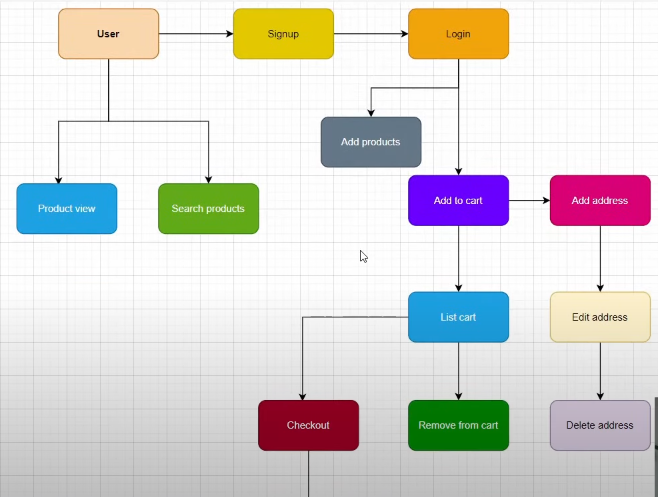 User
Signup
Login
Add products
Product view
Search products
Add to cart
Add address
List cart
Edit address
Checkout
Remove from cart
Delete address